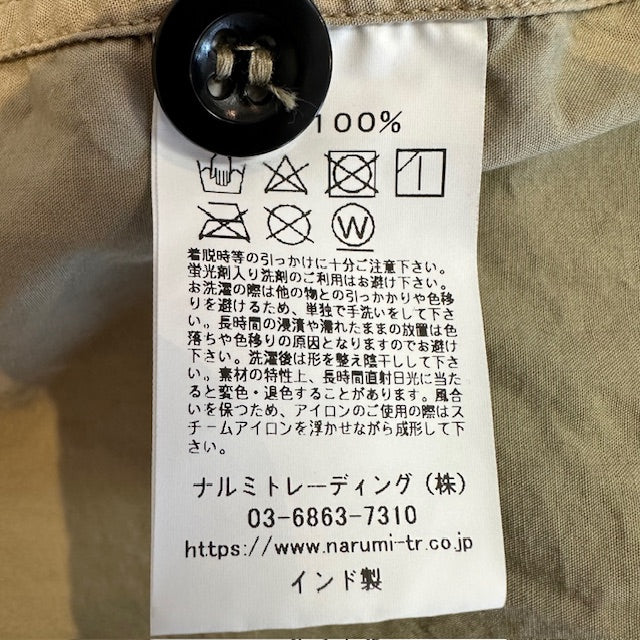 100%
W
着脱時等の引っかけに十分ご注意下さい。
蛍光剤入り洗剤のご利用はお避け下さい。
お洗濯の際は他の物との引っかかりや色移
りを避けるため、単独で手洗いをして下さ
い。長時間の浸漬や濡れたままの放置は色
落ちや色移りの原因となりますのでお避け
下さい。洗濯後は形を整え陰干しして下さ
い。素材の特性上、長時間直射日光に当た
ると変色・退色することがあります。風合
いを保つため、アイロンのご使用の際はス
チームアイロンを浮かせながら成形して下
さい。
ナルミトレーディング（株）
03-6863-7310
https://www.narumi-tr.co.jp
インド製